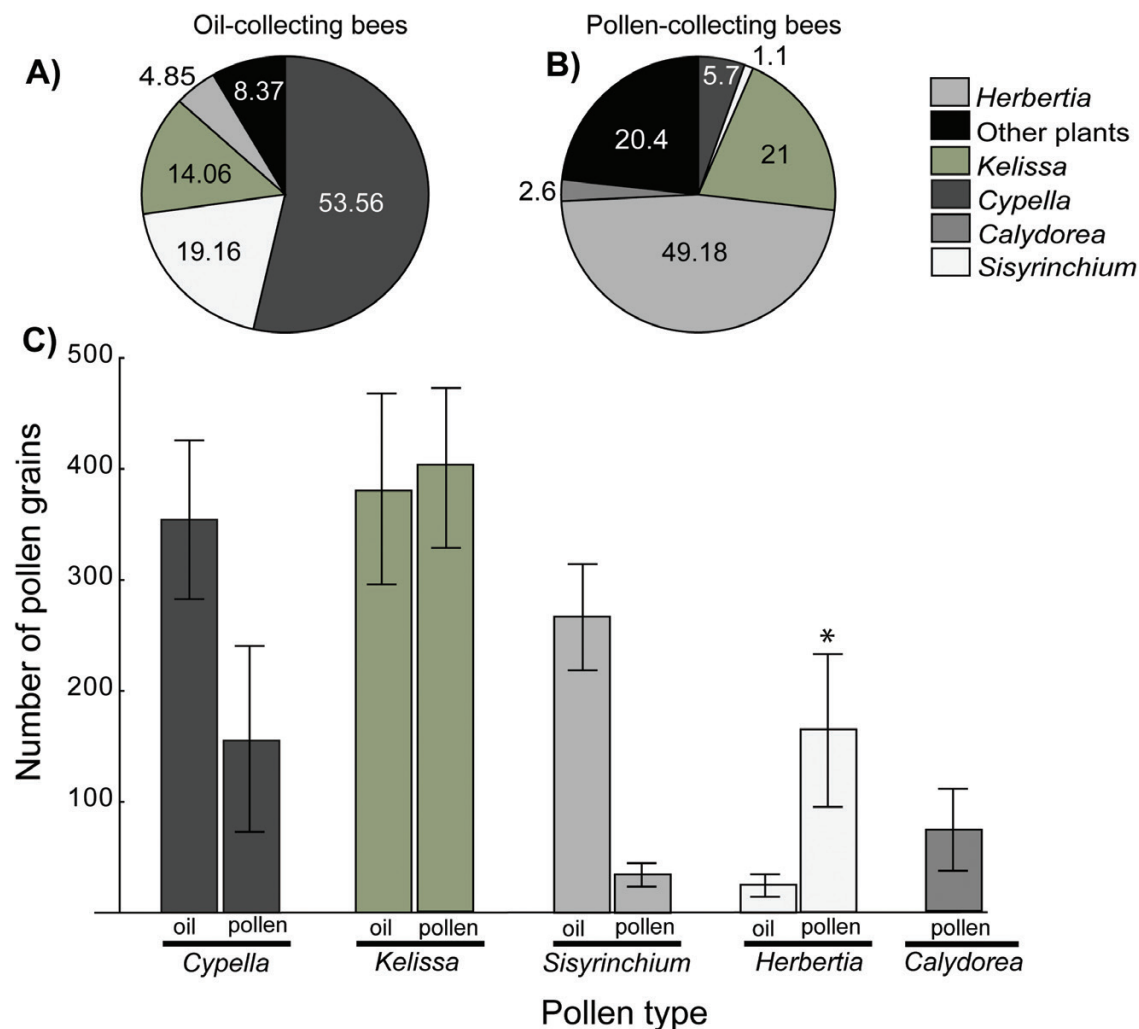 Oil-collecting bees
A)
4.85
8.37
14.06
53.56
19.16
Pollen-collecting bees
B)
5.7
1.1
20.4
21
2.6
49.18
Herbertia
Other plants
Kelissa
Cypella
Calydorea
Sisyrinchium
C)
Number of pollen grains
500
400
300
200
100
*
oil pollen oil pollen oil pollen oil pollen pollen
Cypella Kelissa Sisyrinchium Herbertia Calydorea
Pollen type